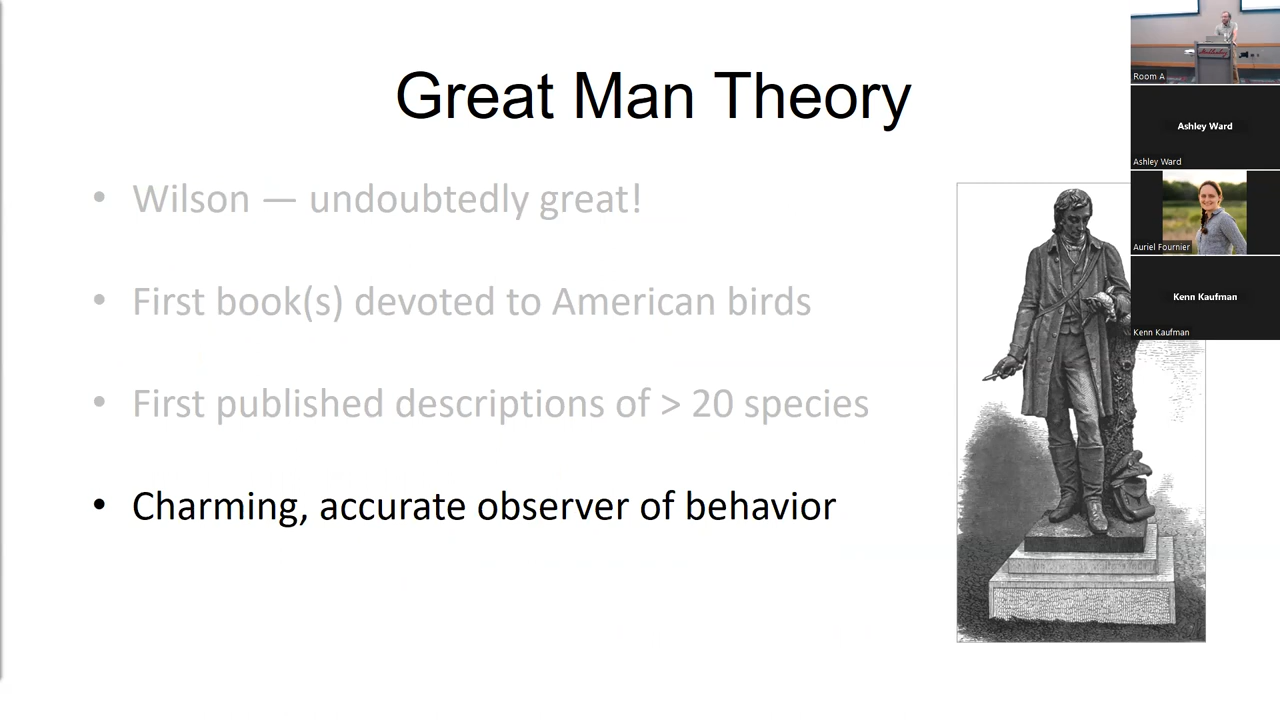 Great Man Theory
• Wilson — undoubtedly great!
• First book(s) devoted to American birds
• First published descriptions of > 20 species
• Charming, accurate observer of behavior
Room A
Ashley Ward
Ashley Ward
Auriel Fournier
Kenn Kaufman
Kenn Kaufman